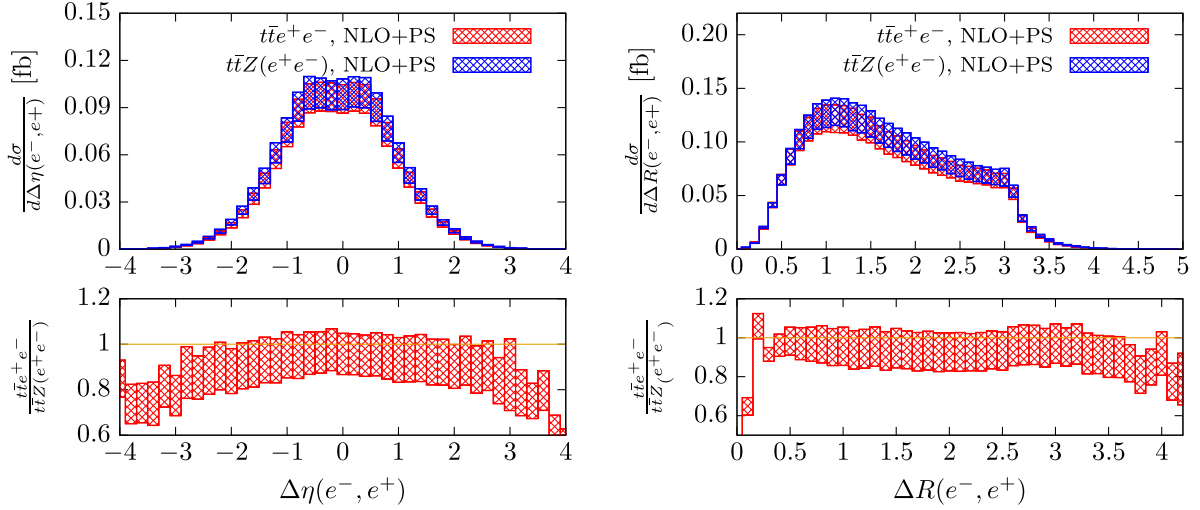 0.15
0.12
0.09
0.06
0.03
0
dσ/dΔη(e−,e+) [fb]
tt̄e+e−, NLO+PS
tt̄Z(e+e−), NLO+PS
−4 −3 −2 −1 0 1 2 3 4
1.2
1
0.8
0.6
tt̄e+e−/tt̄Z(e+e−)
−4 −3 −2 −1 0 1 2 3 4
Δη(e−, e+)
0.20
0.15
0.10
0.05
0
dσ/dΔR(e−,e+) [fb]
tt̄e+e−, NLO+PS
tt̄Z(e+e−), NLO+PS
0 0.5 1 1.5 2 2.5 3 3.5 4 4.5 5
1.2
1
0.8
0.6
tt̄e+e−/tt̄Z(e+e−)
0 0.5 1 1.5 2 2.5 3 3.5 4
ΔR(e−, e+)